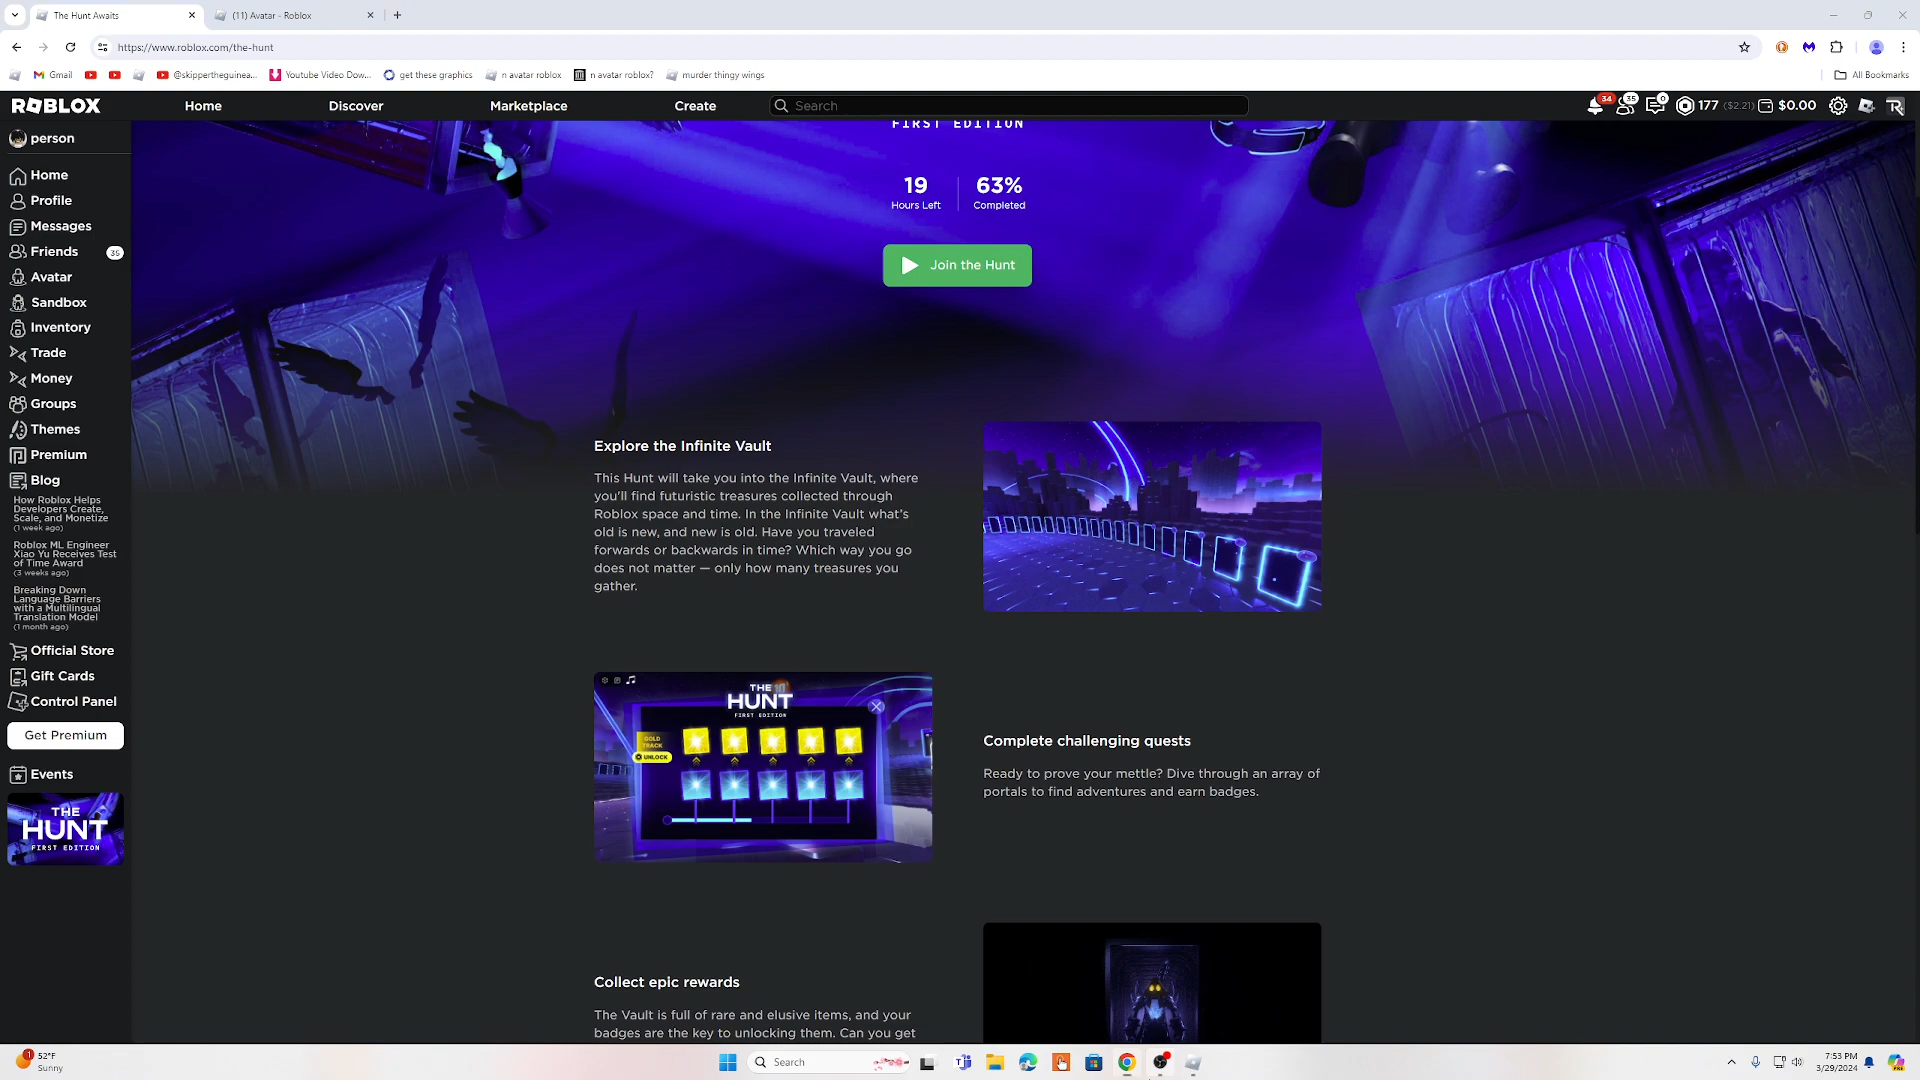 The Hunt Awaits
(11) Avatar - Roblox
https://www.roblox.com/the-hunt
Gmail
@skippertheguinea...
Youtube Video Dow...
get these graphics
n avatar roblox
n avatar roblox?
murder thingy wings
All Bookmarks
ROBLOX
Home
Discover
Marketplace
Create
Search
34
35
0
177 ($2.21)
$0.00
person
Home
Profile
Messages
Friends
35
Avatar
Sandbox
Inventory
Trade
Money
Groups
Themes
Premium
Blog
How Roblox Helps
Developers Create,
Scale, and Monetize
(1 week ago)
Roblox ML Engineer
Xiao Yu Receives Test
of Time Award
(3 weeks ago)
Breaking Down
Language Barriers
with a Multilingual
Translation Model
(1 month ago)
Official Store
Gift Cards
Control Panel
Get Premium
Events
THE
HUNT
FIRST EDITION
FIRST EDITION
19
Hours Left
63%
Completed
Join the Hunt
Explore the Infinite Vault
This Hunt will take you into the Infinite Vault, where
you'll find futuristic treasures collected through
Roblox space and time. In the Infinite Vault what's
old is new, and new is old. Have you traveled
forwards or backwards in time? Which way you go
does not matter — only how many treasures you
gather.
THE
HUNT
FIRST EDITION
GOLD
TRACK
UNLOCK
Complete challenging quests
Ready to prove your mettle? Dive through an array of
portals to find adventures and earn badges.
Collect epic rewards
The Vault is full of rare and elusive items, and your
badges are the key to unlocking them. Can you get
1
52°F
Sunny
Search
7:53 PM
3/29/2024